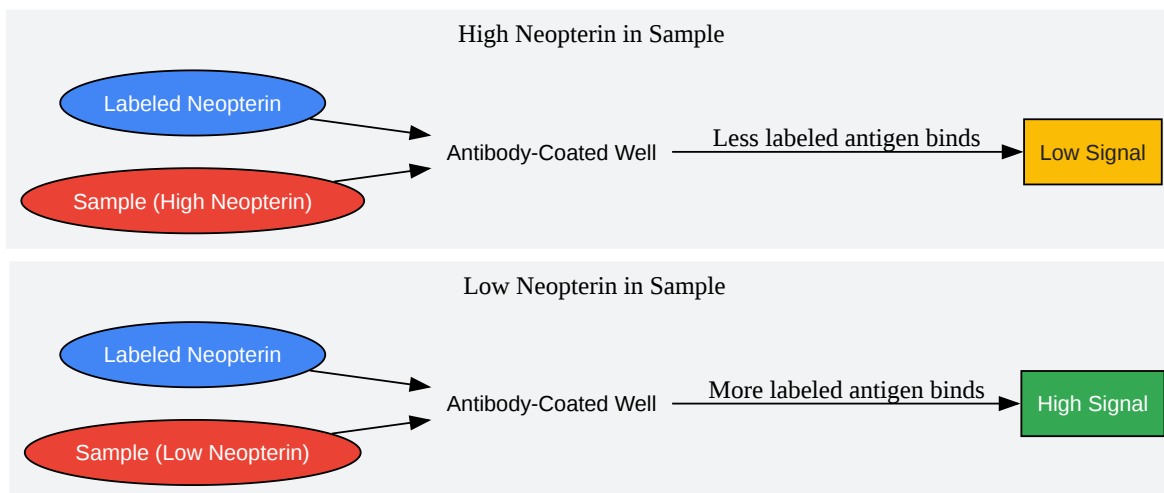 High Neopterin in Sample
Labeled Neopterin
Sample (High Neopterin)
Antibody-Coated Well
Less labeled antigen binds
Low Signal
Low Neopterin in Sample
Labeled Neopterin
Sample (Low Neopterin)
Antibody-Coated Well
More labeled antigen binds
High Signal